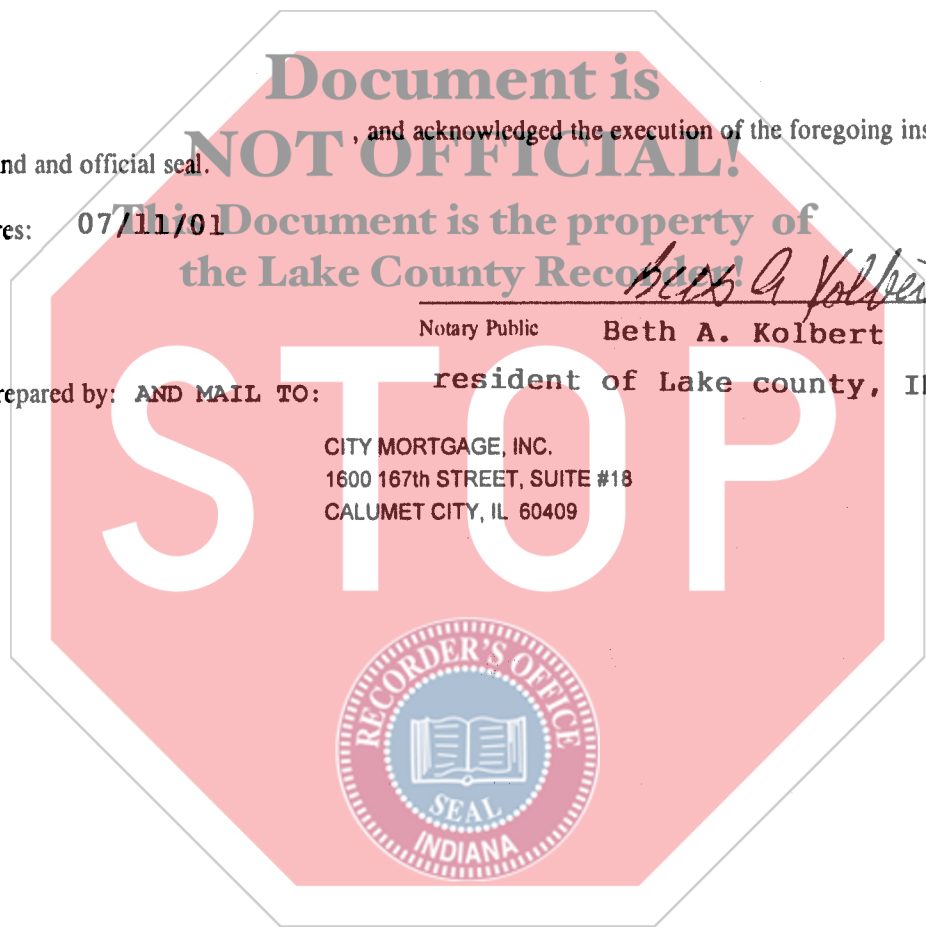 Document is
NOT OFFICIAL!
, and acknowledged the execution of the foregoing ins
nd and official seal.
This Document is the property of
res: 07/11/01
the Lake County Recorder!
Beth A Kolber
Notary Public Beth A. Kolbert
resident of Lake county, I
repared by: AND MAIL TO:
CITY MORTGAGE, INC.
1600 167th STREET, SUITE #18
CALUMET CITY, IL 60409
STOP
RECORDER'S OFFICE
SEAL
INDIANA